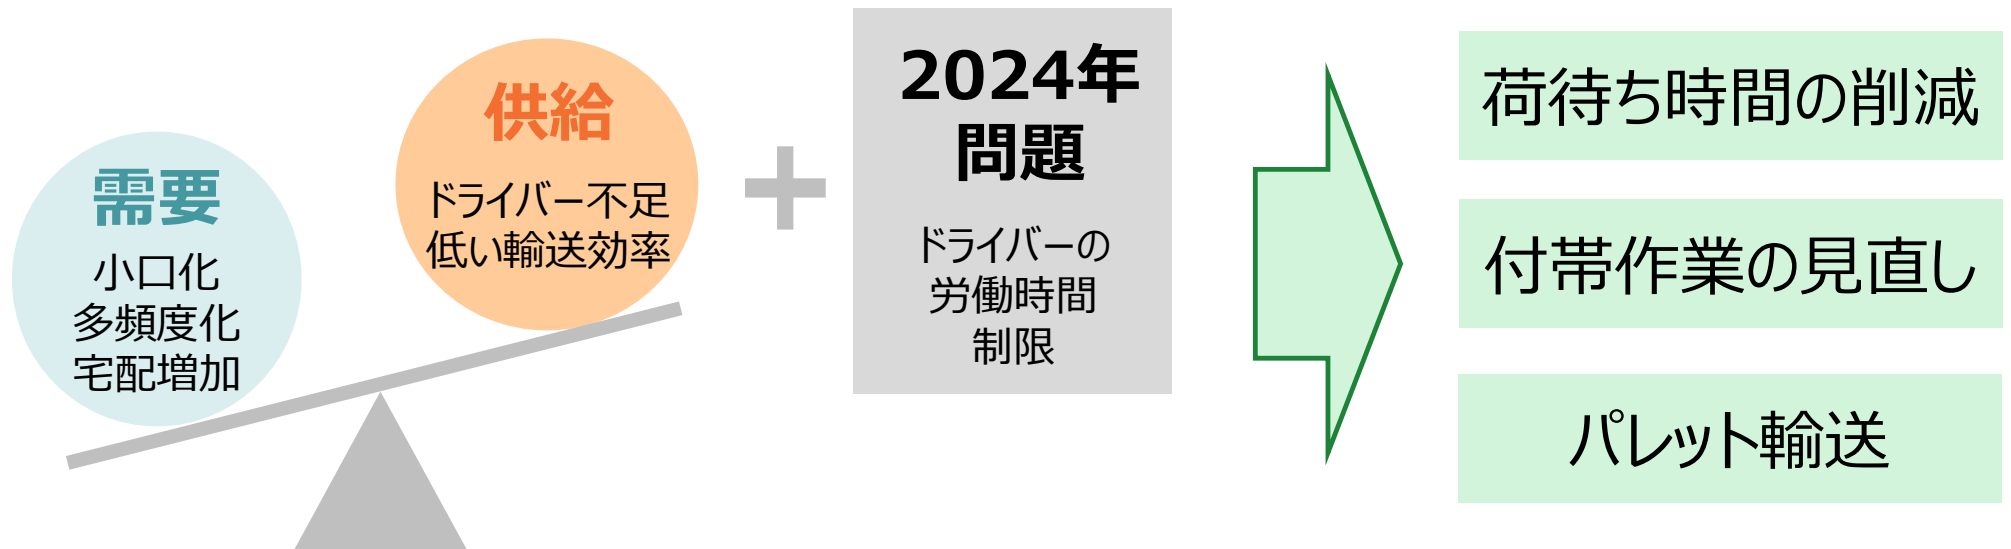 需要
小口化
多頻度化
宅配増加
供給
ドライバー不足
低い輸送効率
+
2024年
問題
ドライバーの
労働時間
制限
荷待ち時間の削減
付帯作業の見直し
パレット輸送